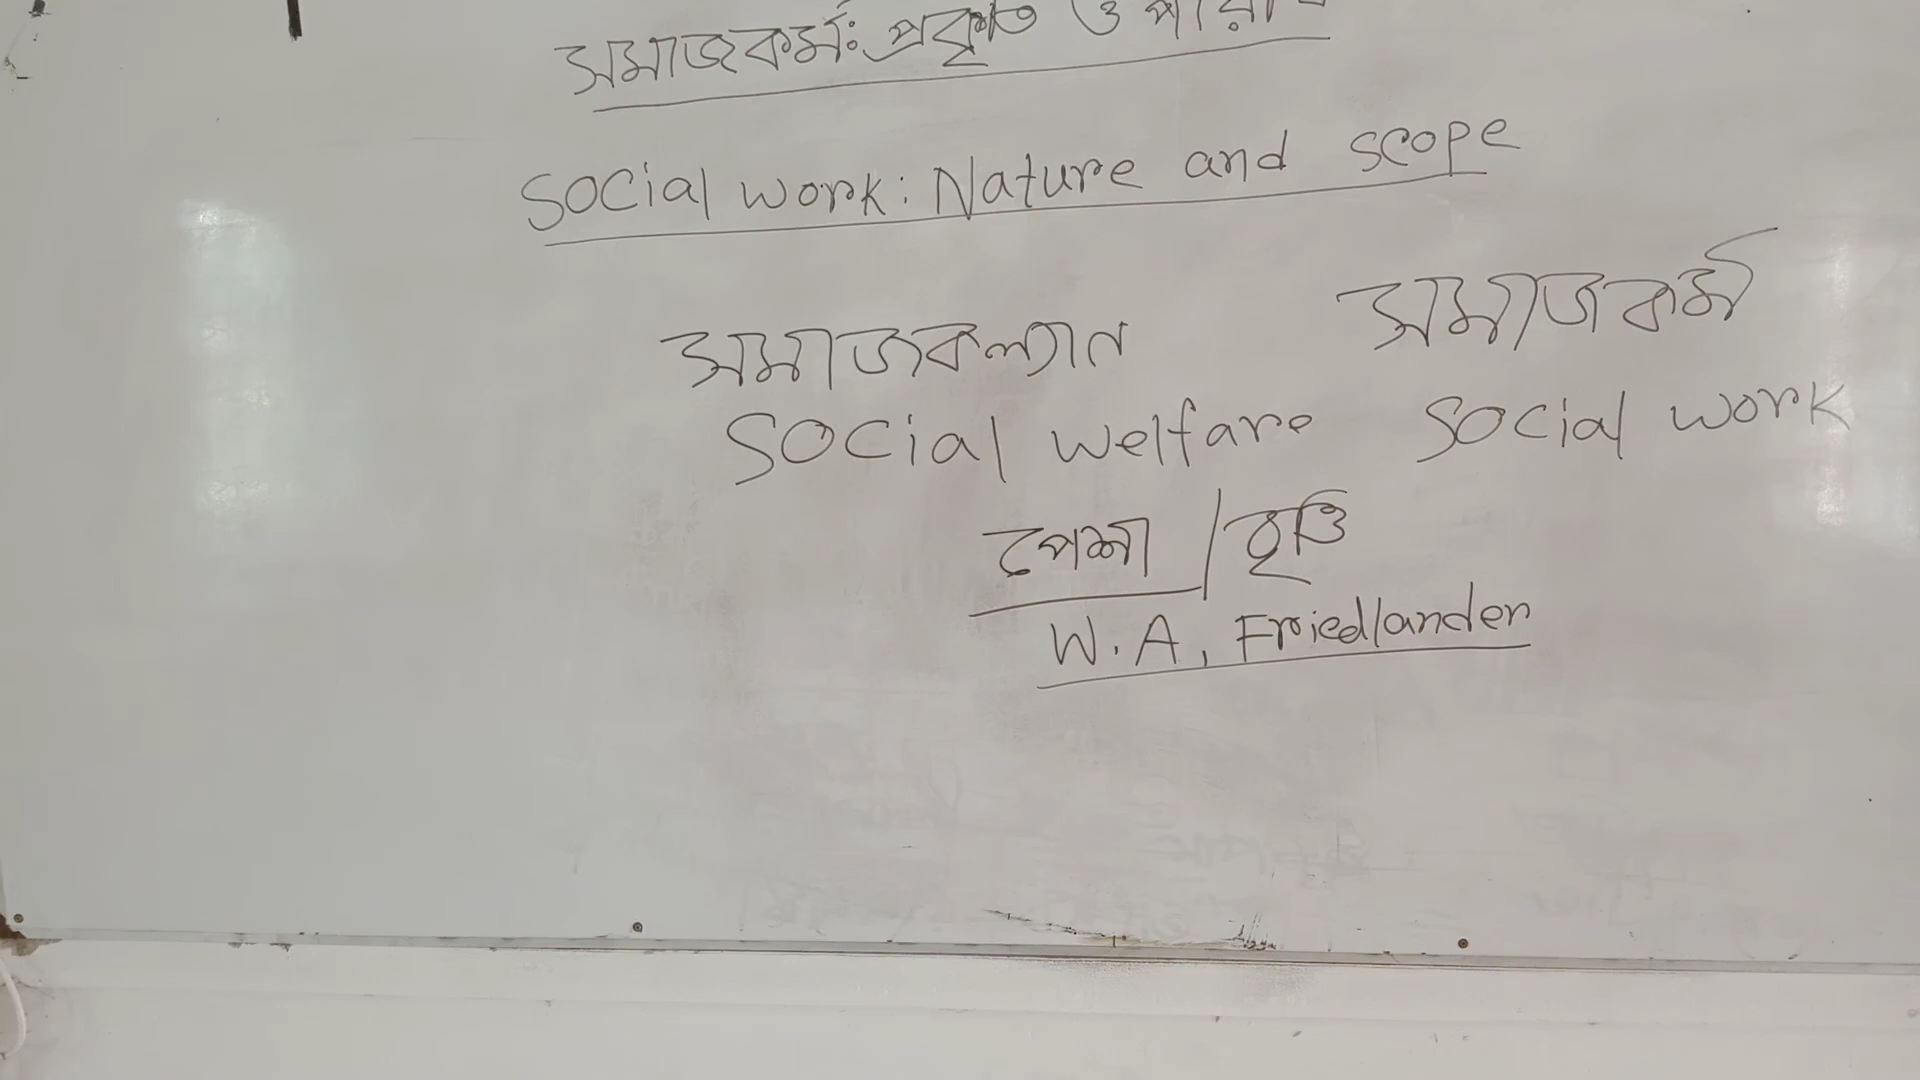 সমাজকর্ম: প্রকৃতি ও
Social work: Nature and scope
সমাজকল্যান সমাজকর্ম
Social welfare Social work
পেশা / বৃত্তি
W. A. Friedlander